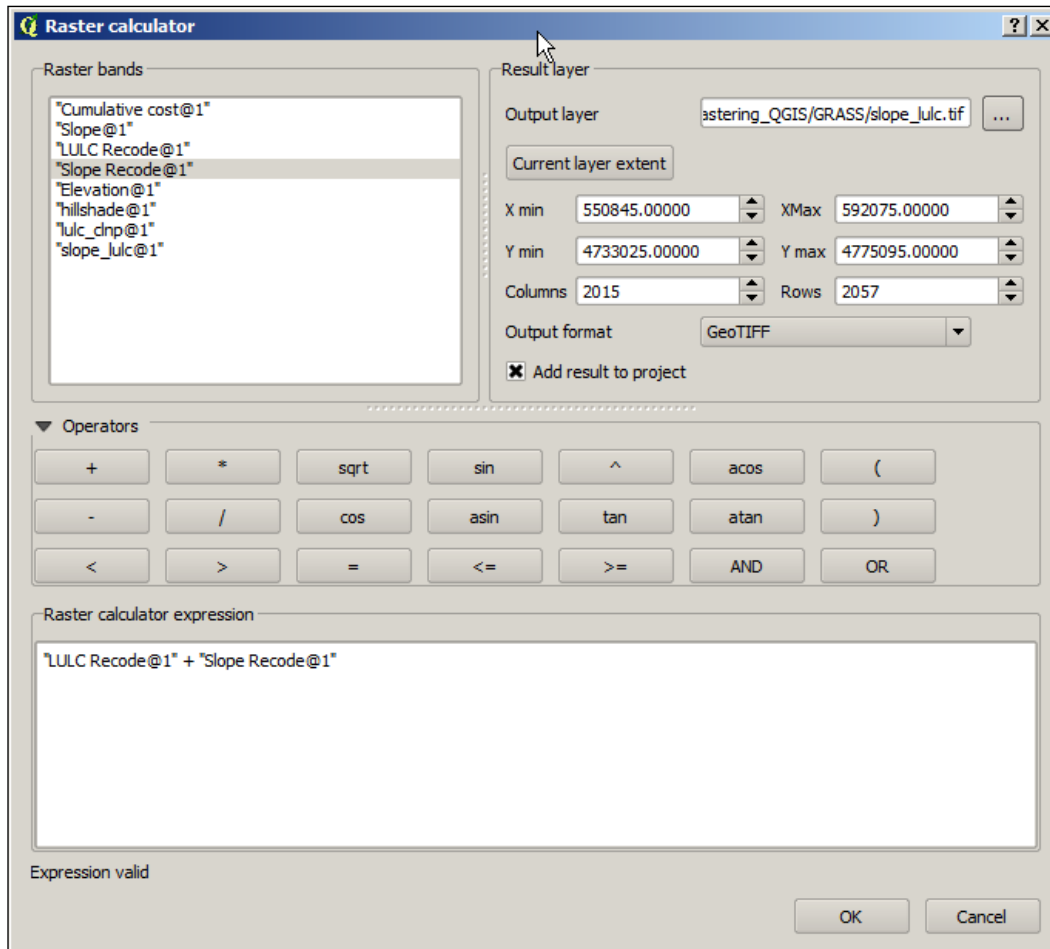 Raster calculator
Raster bands
"Cumulative cost@1"
"Slope@1"
"LULC Recode@1"
"Slope Recode@1"
"Elevation@1"
"hillshade@1"
"lulc_clnp@1"
"slope_lulc@1"
Result layer
Output layer astering_QGIS/GRASS/slope_lulc.tif ...
Current layer extent
X min 550845.00000 XMax 592075.00000
Y min 4733025.00000 Y max 4775095.00000
Columns 2015 Rows 2057
Output format GeoTIFF
Add result to project
Operators
+ * sqrt sin ^ acos (
- / cos asin tan atan )
< > = <= >= AND OR
Raster calculator expression
"LULC Recode@1" + "Slope Recode@1"
Expression valid
OK Cancel